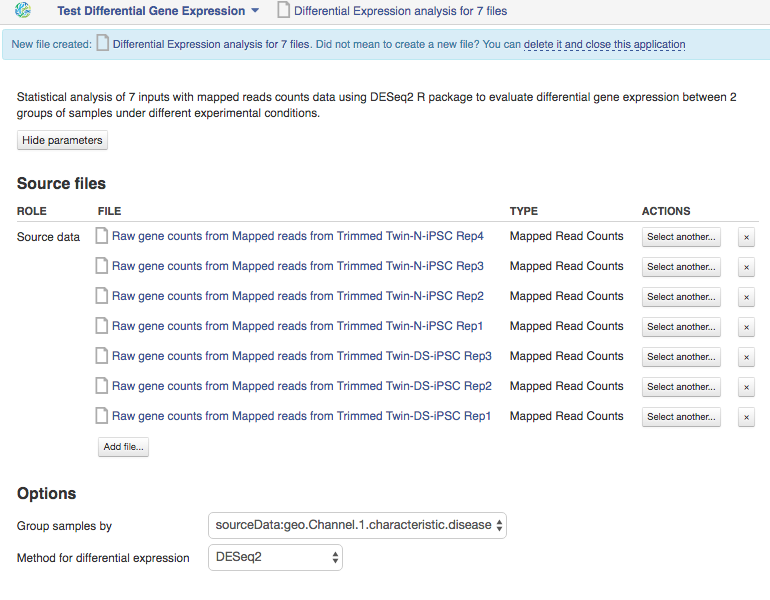 Test Differential Gene Expression Differential Expression analysis for 7 files
New file created: Differential Expression analysis for 7 files. Did not mean to create a new file? You can delete it and close this application
Statistical analysis of 7 inputs with mapped reads counts data using DESeq2 R package to evaluate differential gene expression between 2
groups of samples under different experimental conditions.
Hide parameters
Source files
ROLE FILE TYPE ACTIONS
Source data Raw gene counts from Mapped reads from Trimmed Twin-N-iPSC Rep4 Mapped Read Counts Select another... ×
Raw gene counts from Mapped reads from Trimmed Twin-N-iPSC Rep3 Mapped Read Counts Select another... ×
Raw gene counts from Mapped reads from Trimmed Twin-N-iPSC Rep2 Mapped Read Counts Select another... ×
Raw gene counts from Mapped reads from Trimmed Twin-N-iPSC Rep1 Mapped Read Counts Select another... ×
Raw gene counts from Mapped reads from Trimmed Twin-DS-iPSC Rep3 Mapped Read Counts Select another... ×
Raw gene counts from Mapped reads from Trimmed Twin-DS-iPSC Rep2 Mapped Read Counts Select another... ×
Raw gene counts from Mapped reads from Trimmed Twin-DS-iPSC Rep1 Mapped Read Counts Select another... ×
Add file...
Options
Group samples by sourceData:geo.Channel.1.characteristic.disease
Method for differential expression DESeq2